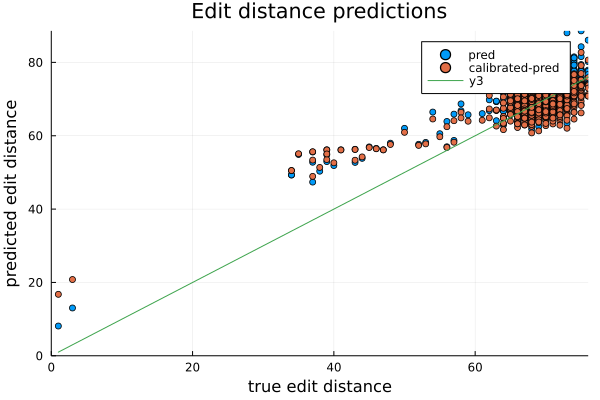 Edit distance predictions
pred
calibrated-pred
y3
predicted edit distance
80
60
40
20
0
0 20 40 60
true edit distance